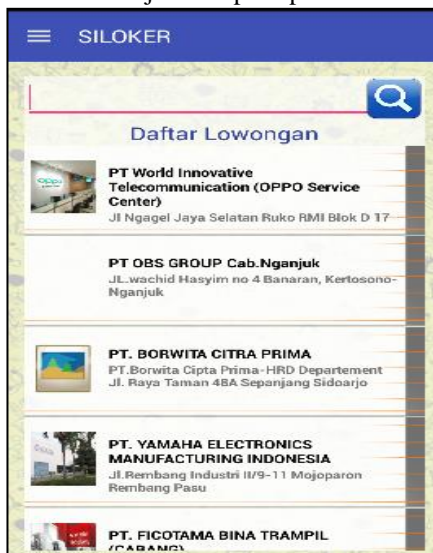 SILOKER
Daftar Lowongan
PT World Innovative
Telecommunication (OPPO Service
Center)
Jl Ngagel Jaya Selatan Ruko RMI Blok D 17
PT OBS GROUP Cab.Nganjuk
JL.wachid Hasyim no 4 Banaran, Kertosono-
Nganjuk
PT. BORWITA CITRA PRIMA
PT.Borwita Cipta Prima-HRD Departement
Jl. Raya Taman 48A Sepanjang Sidoarjo
PT. YAMAHA ELECTRONICS
MANUFACTURING INDONESIA
Jl.Rembang Industri II/9-11 Mojoparon
Rembang Pasu
PT. FICOTAMA BINA TRAMPIL
(CABANG)